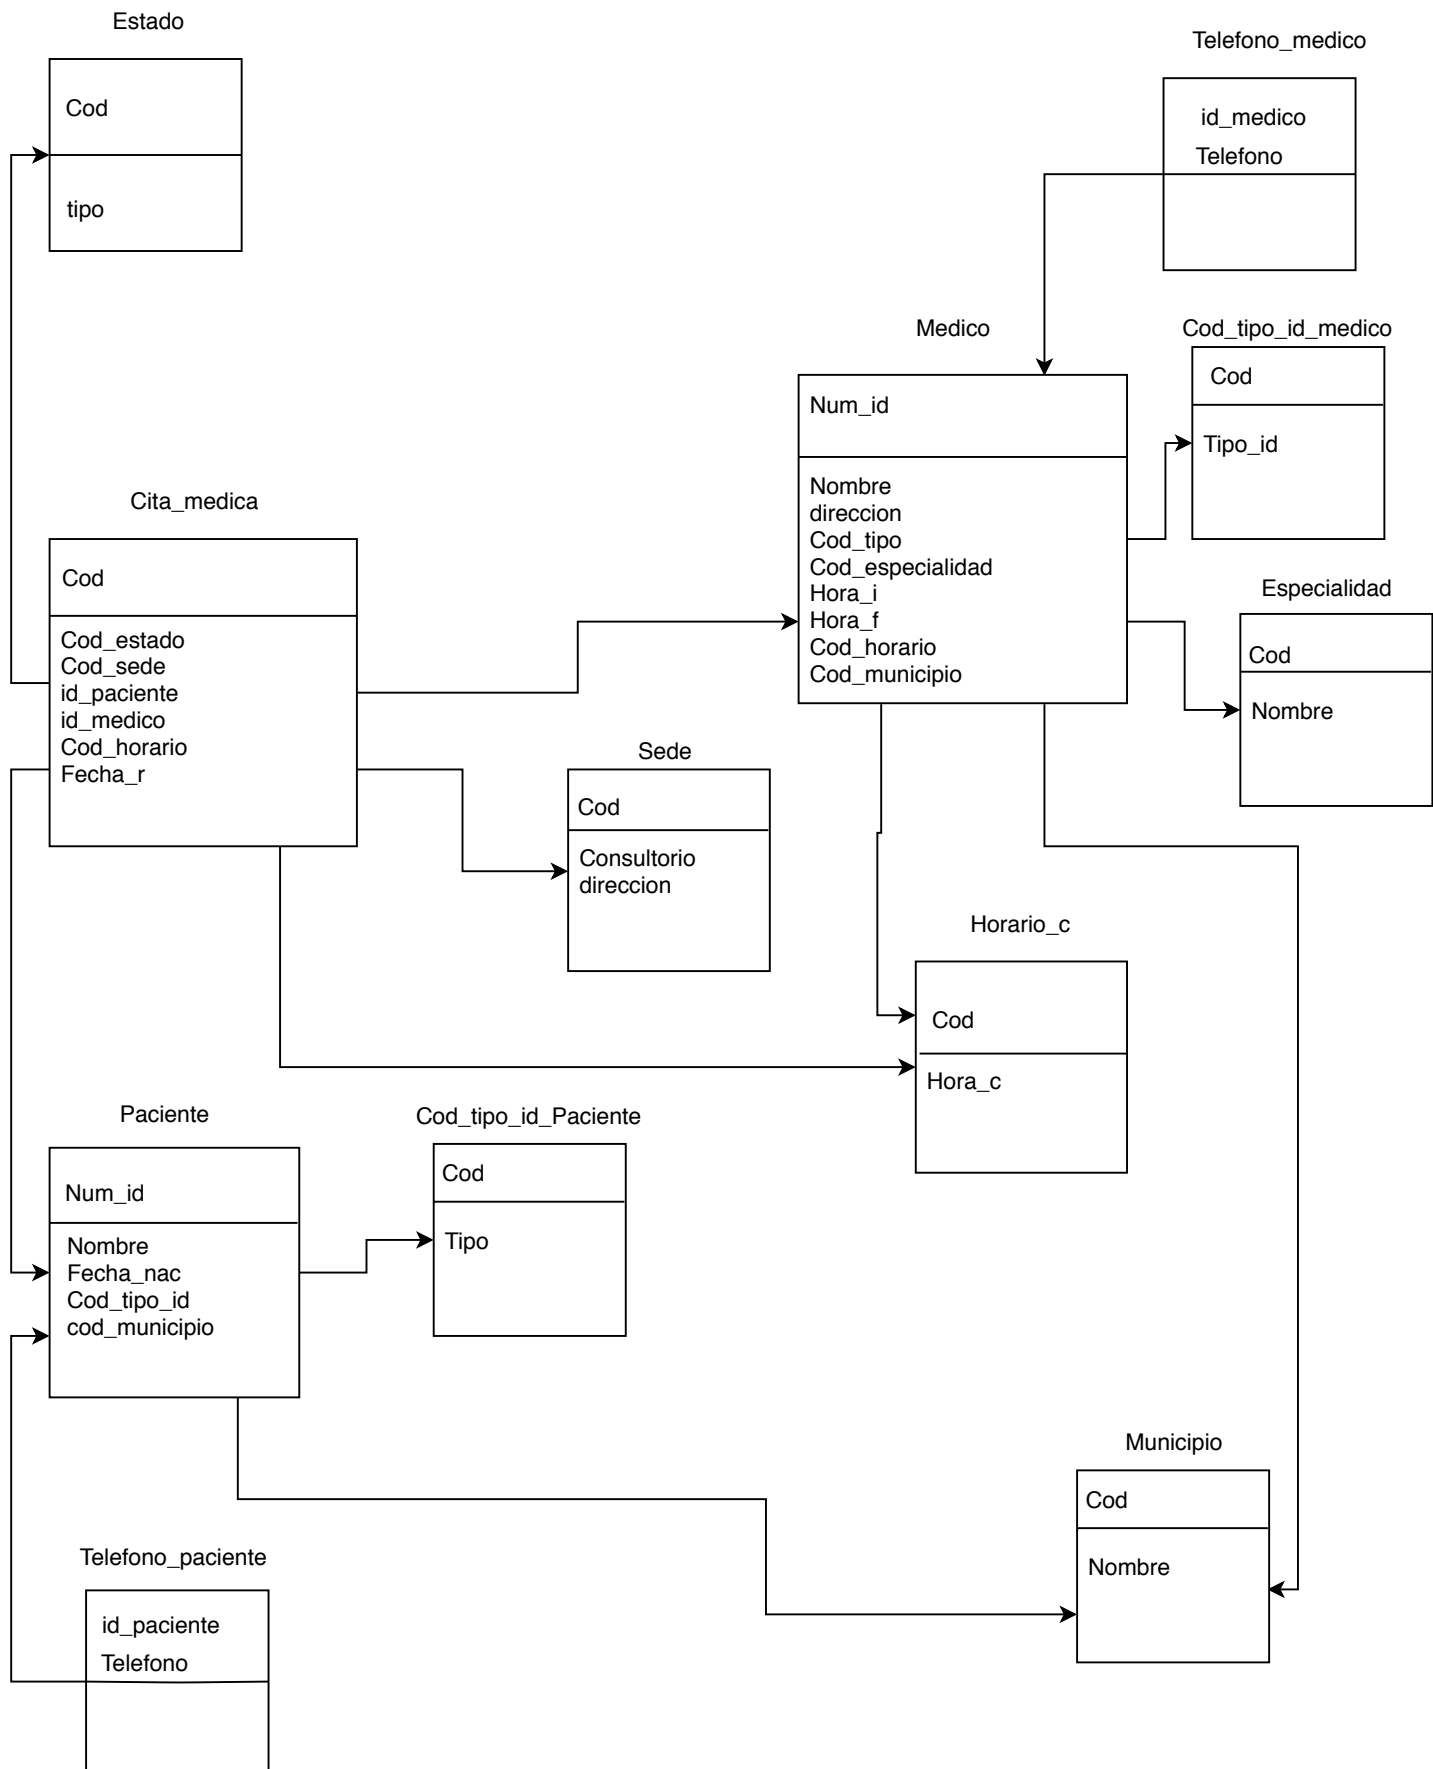 Estado
Cod
tipo
Telefono_medico
id_medico
Telefono
Medico
Num_id
Nombre
direccion
Cod_tipo
Cod_especialidad
Hora_i
Hora_f
Cod_horario
Cod_municipio
Cod_tipo_id_medico
Cod
Tipo_id
Cita_medica
Cod
Cod_estado
Cod_sede
id_paciente
id_medico
Cod_horario
Fecha_r
Especialidad
Cod
Nombre
Sede
Cod
Consultorio
direccion
Horario_c
Cod
Hora_c
Paciente
Num_id
Nombre
Fecha_nac
Cod_tipo_id
cod_municipio
Cod_tipo_id_Paciente
Cod
Tipo
Municipio
Cod
Nombre
Telefono_paciente
id_paciente
Telefono